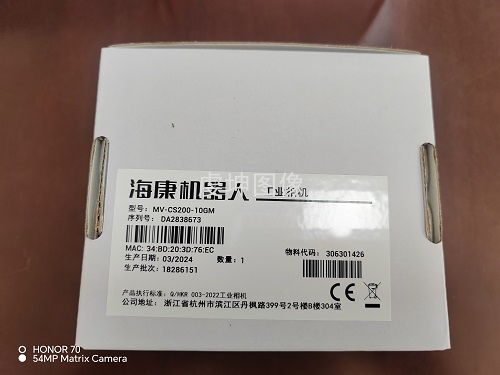 海康机器人 工业相机
型号: MV-CS200-10GM
序列号: DA2838673
MAC: 34:BD:20:3D:76:EC
生产日期: 03/2024 数量: 1 物料代码: 306301426
生产批次: 18286151
产品执行标准: Q/HKR 003-2022工业相机
公司地址: 浙江省杭州市滨江区丹枫路399号2号楼B楼304室
CE
HONOR 70
54MP Matrix Camera